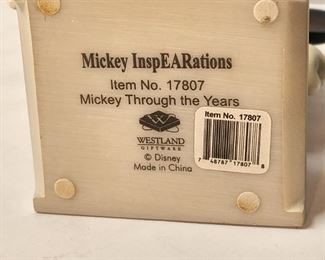 Mickey InspEARations
Item No. 17807
Mickey Through the Years
WESTLAND
GIFTWARE
© Disney
Made in China
Item No. 17807
7 48787 17807 8